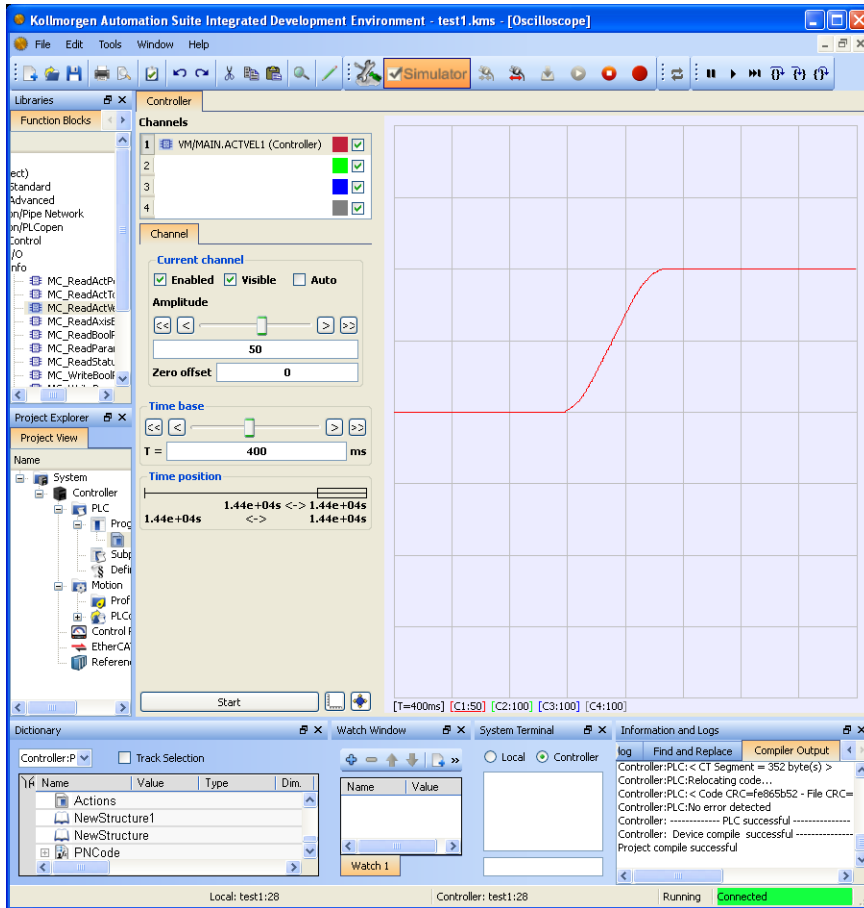 Kollmorgen Automation Suite Integrated Development Environment - test1.kms - [Oscilloscope]
File Edit Tools Window Help
Simulator
Libraries
Function Blocks
ect)
Standard
Advanced
on/Pipe Network
on/PLCopen
Control
/O
nfo
MC_ReadActP
MC_ReadActTo
MC_ReadActVe
MC_ReadAxisE
MC_ReadBoolP
MC_ReadParar
MC_ReadStatu
MC_WriteBoolP
Project Explorer
Project View
Name
System
Controller
PLC
Prog
Subp
Defi
Motion
Prof
PLCo
Control P
EtherCA
Referen
Controller
Channels
1 VM/MAIN.ACTVEL1 (Controller)
2
3
4
Channel
Current channel
Enabled Visible Auto
Amplitude
<< < > >>
50
Zero offset 0
Time base
<< < > >>
T = 400 ms
Time position
1.44e+04s <-> 1.44e+04s
1.44e+04s <-> 1.44e+04s
Start
[T=400ms] [C1:50] [C2:100] [C3:100] [C4:100]
Dictionary
Controller:P Track Selection
Name Value Type Dim.
Actions
NewStructure1
NewStructure
PNCode
Watch Window
Name Value
Watch 1
System Terminal
Local Controller
Information and Logs
log Find and Replace Compiler Output
Controller:PLC:< CT Segment = 352 byte(s) >
Controller:PLC:Relocating code...
Controller:PLC:< Code CRC=fe865b52 - File CRC=
Controller:PLC:No error detected
Controller: ------------- PLC successful ---------------
Controller: Device compile successful ---------------
Project compile successful
Local: test1:28 Controller: test1:28 Running Connected